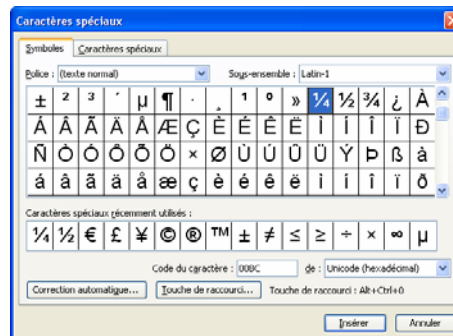 Caractères spéciaux
Symboles Caractères spéciaux
Police : (texte normal) Sous-ensemble : Latin-1
± ² ³ ´ µ ¶ · ¸ ¹ º » ¼ ½ ¾ ¿ À
Á Â Ã Ä Å Æ Ç È É Ê Ë Ì Í Î Ï Ð
Ñ Ò Ó Ô Õ Ö × Ø Ù Ú Û Ü Ý Þ ß à
á â ã ä å æ ç è é ê ë ì í î ï ð
Caractères spéciaux récemment utilisés :
¼ ½ € £ ¥ © ® ™ ± ≠ ≤ ≥ ÷ × ∞ µ
Code du caractère : 00BC de : Unicode (hexadécimal)
Correction automatique... Touche de raccourci... Touche de raccourci : Alt+Ctrl+0
Insérer Annuler